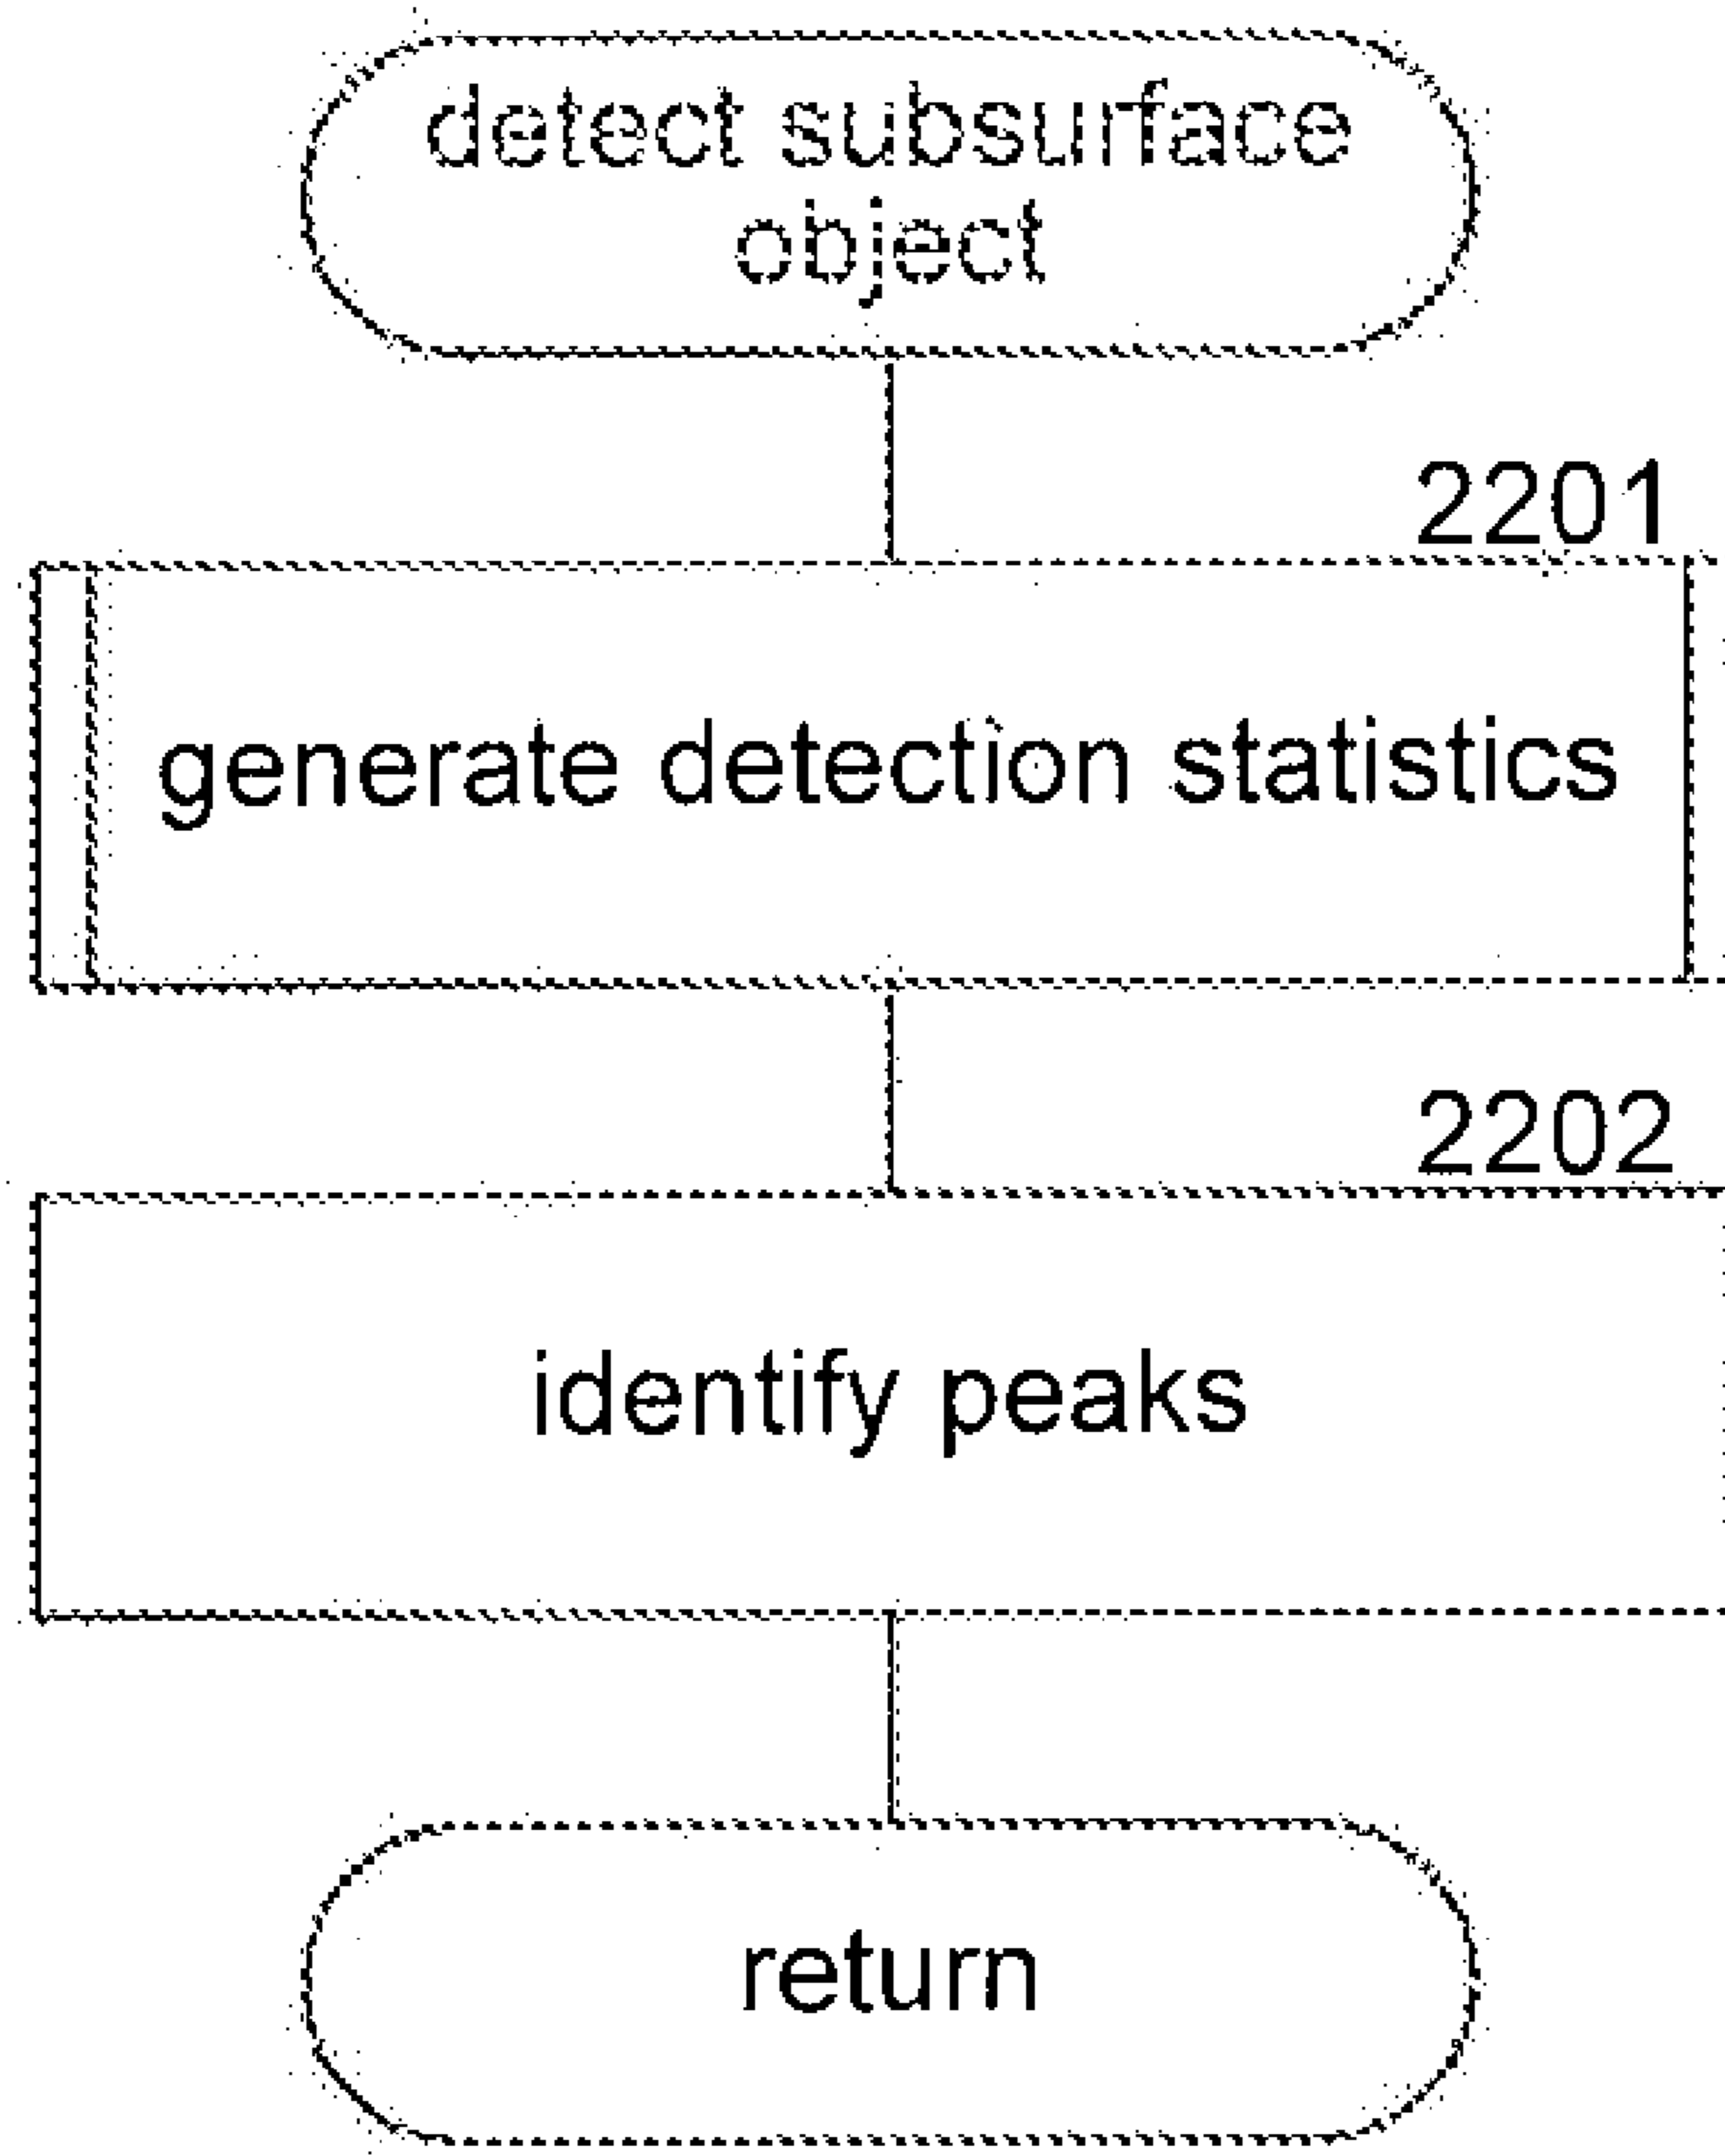 detect subsurface
object
2201
generate detection statistics
2202
identify peaks
return